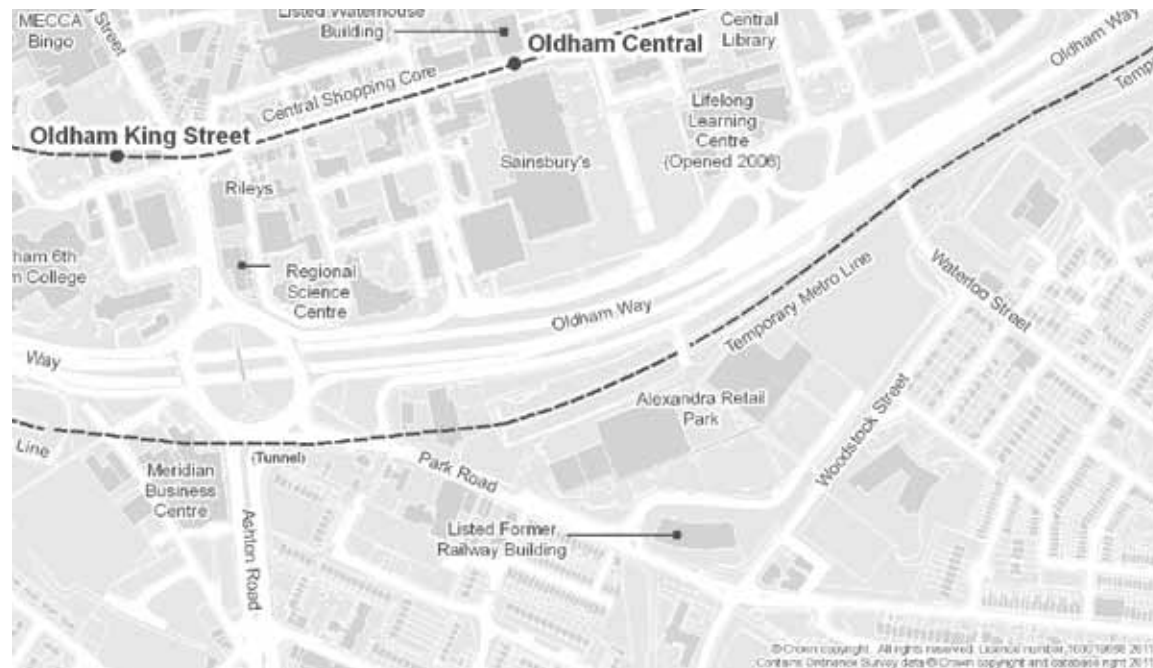 MECCA
Bingo
Street
Listed Waterhouse
Building
Oldham Central
Central
Library
Oldham Way
Central Shopping Core
Oldham King Street
Lifelong
Learning
Centre
(Opened 2006)
Sainsbury's
Rileys
Regional
Science
Centre
ham 6th
m College
Waterloo Street
Oldham Way
Temporary Metro Line
Way
Alexandra Retail
Park
Woodstock Street
Line
(Tunnel)
Park Road
Meridian
Business
Centre
Ashton Road
Listed Former
Railway Building
© Crown copyright. All rights reserved. Licence number
Contains Ordnance Survey data © Crown copyright and database right 2011